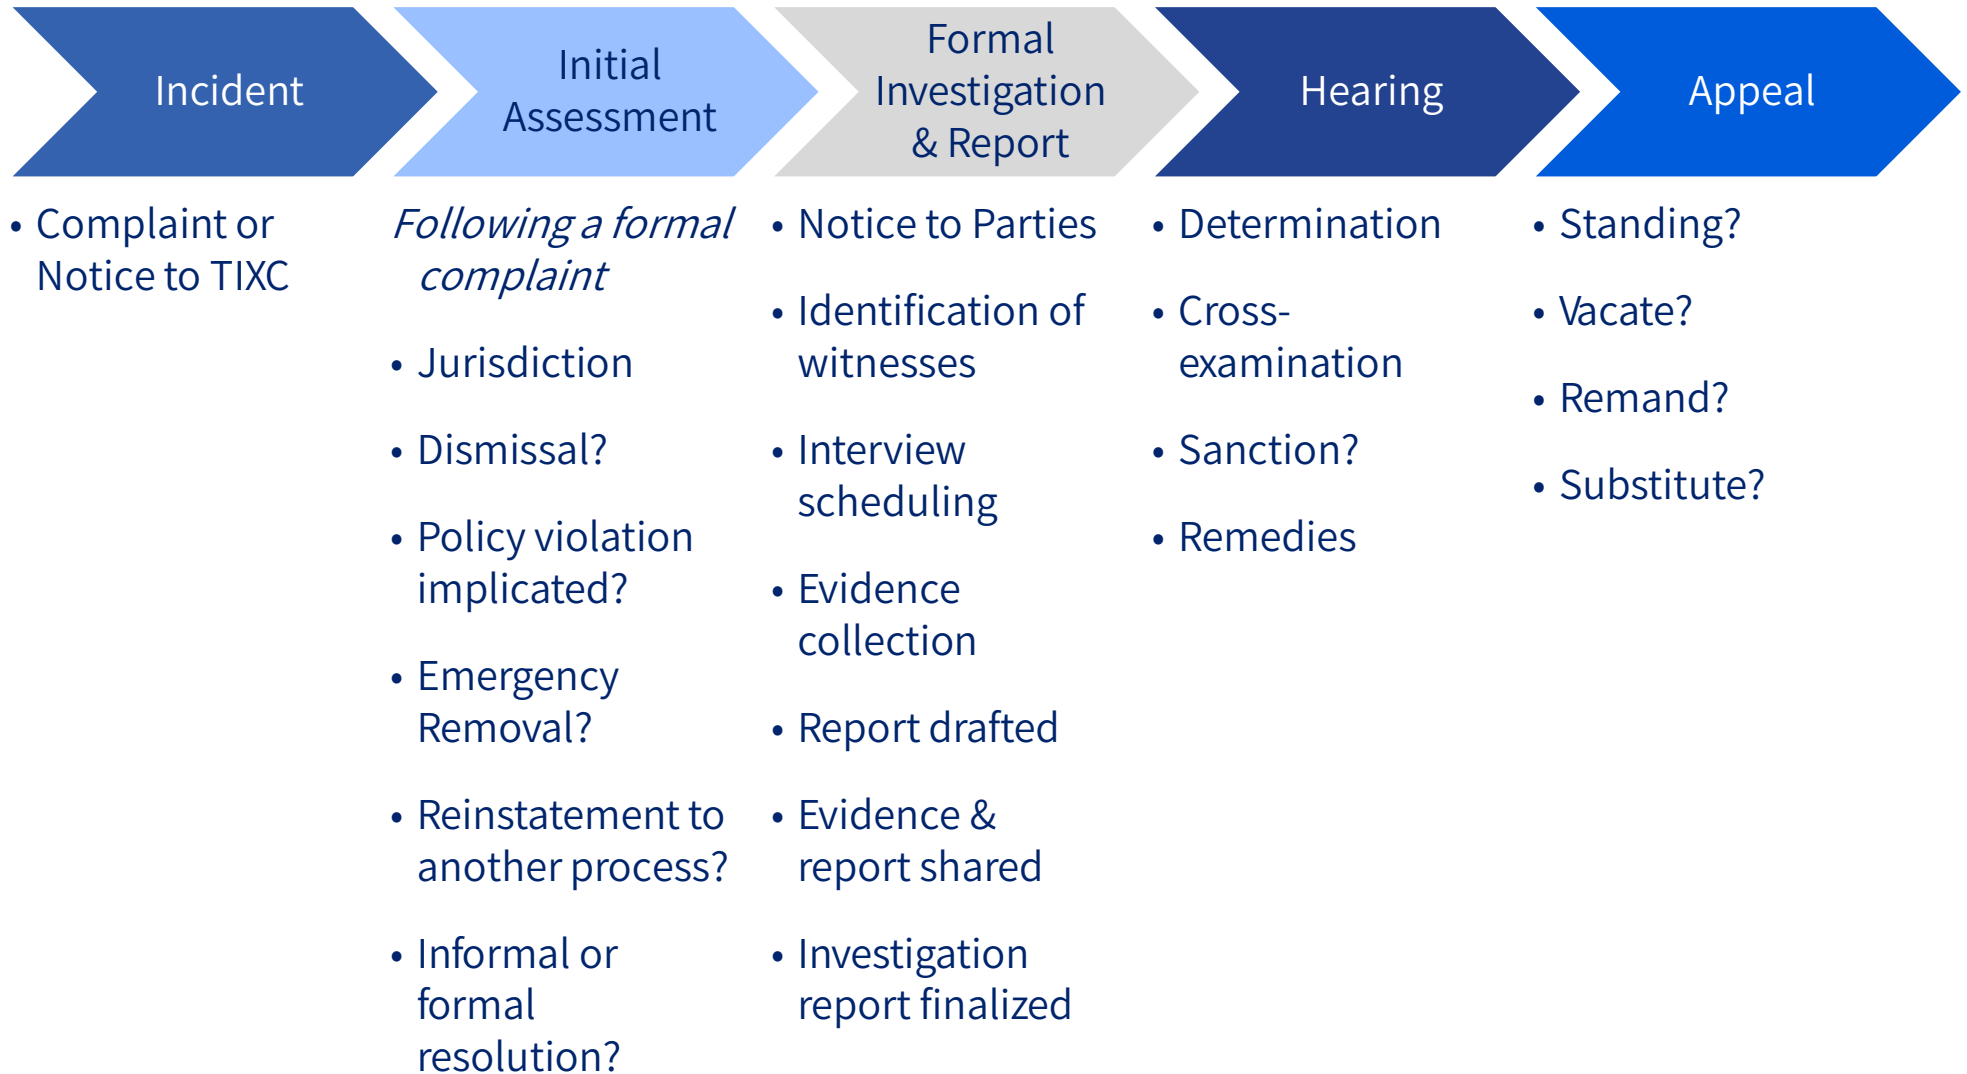 Incident
Initial
Assessment
Formal
Investigation
& Report
Hearing
Appeal
• Complaint or
Notice to TIXC
Following a formal
complaint
• Jurisdiction
• Dismissal?
• Policy violation
implicated?
• Emergency
Removal?
• Reinstatement to
another process?
• Informal or
formal
resolution?
• Notice to Parties
• Identification of
witnesses
• Interview
scheduling
• Evidence
collection
• Report drafted
• Evidence &
report shared
• Investigation
report finalized
• Determination
• Cross-
examination
• Sanction?
• Remedies
• Standing?
• Vacate?
• Remand?
• Substitute?